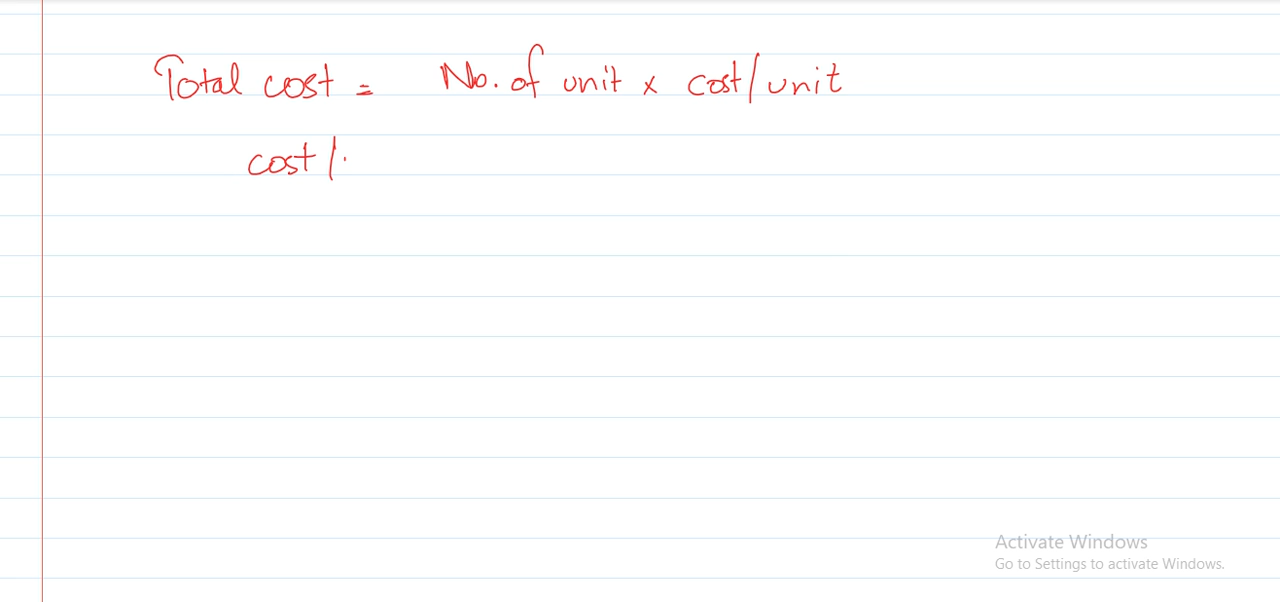 Total cost = No. of unit x cost/unit
cost/
Activate Windows
Go to Settings to activate Windows.